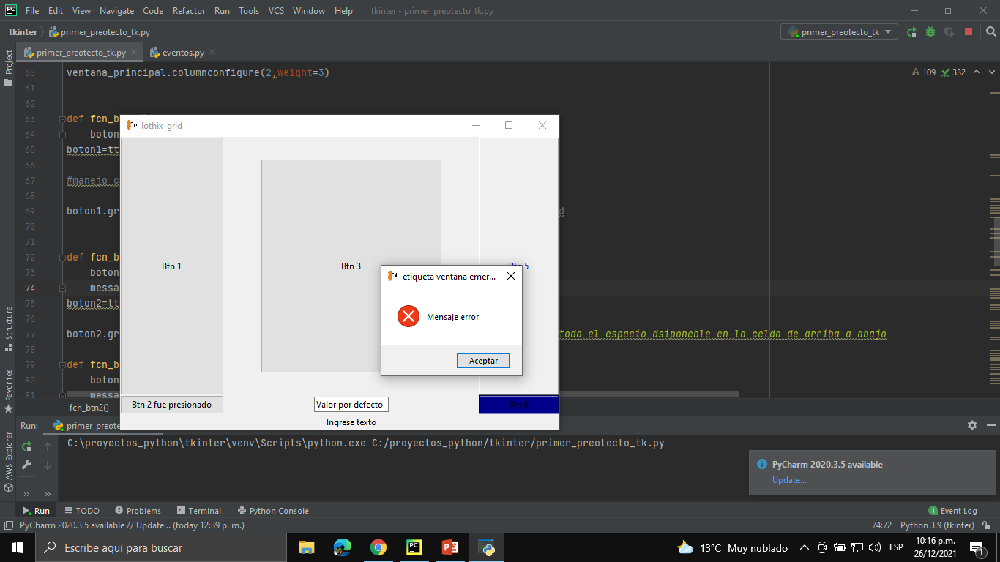 File Edit View Navigate Code Refactor Run Tools VCS Window Help tkinter - primer_preotecto_tk.py
tkinter primer_preotecto_tk.py primer_preotecto_tk
Project
primer_preotecto_tk.py eventos.py
60 ventana_principal.columnconfigure(2,weight=3)
109 332
61
62
63 def fcn_b
64 boton
65 boton1=tt
66
67 #manejo c
68
69 boton1.gr d
70
71
72 def fcn_b
73 boton
74 messa
75 boton2=tt
76
77 boton2.gr todo el espacio dsiponeble en la celda de arriba a abajo
78
79 def fcn_b
80 boton
81 messa
fcn_btn2()
lothix_grid
Btn 1
Btn 3
Btn 5
etiqueta ventana emer...
Mensaje error
Aceptar
Btn 2 fue presionado
Valor por defecto
Btn 6
Ingrese texto
Structure
Favorites
AWS Explorer
Run: primer_preote
C:\proyectos_python\tkinter\venv\Scripts\python.exe C:/proyectos_python/tkinter/primer_preotecto_tk.py
PyCharm 2020.3.5 available
Update...
Run TODO Problems Terminal Python Console 1 Event Log
PyCharm 2020.3.5 available // Update... (today 12:39 p. m.) 74:72 Python 3.9 (tkinter)
Escribe aquí para buscar
13°C Muy nublado ESP
10:16 p.m.
26/12/2021
1